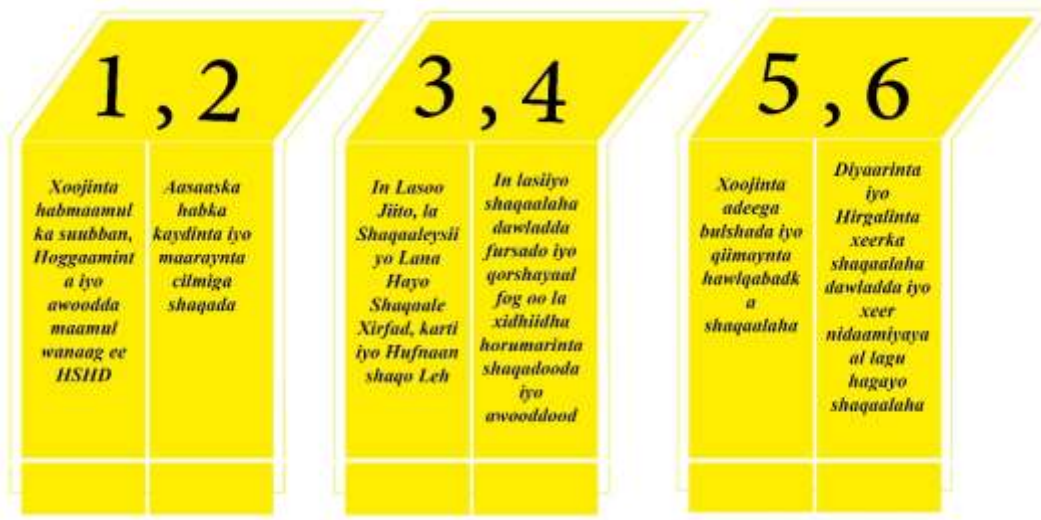 1 , 2
Xoojinta
habmaamul
ka suubban,
Hoggaamint
a iyo
awoodda
maamul
wanaag ee
HSHD
Aasaaska
habka
kaydinta iyo
maaraynta
cilmiga
shaqada
3 , 4
In Lasoo
Jiito, la
Shaqaaleysii
yo Lana
Hayo
Shaqaale
Xirfad, karti
iyo Hufnaan
shaqo Leh
In lasiiyo
shaqaalaha
dawladda
fursado iyo
qorshayaal
fog oo la
xidhiidha
horumarinta
shaqadooda
iyo
awooddood
5 , 6
Xoojinta
adeega
bulshada iyo
qiimaynta
hawlqabadk
a
shaqaalaha
Diyaarinta
iyo
Hirgalinta
xeerka
shaqaalaha
dawladda iyo
xeer
nidaamiyaya
al lagu
hagayo
shaqaalaha